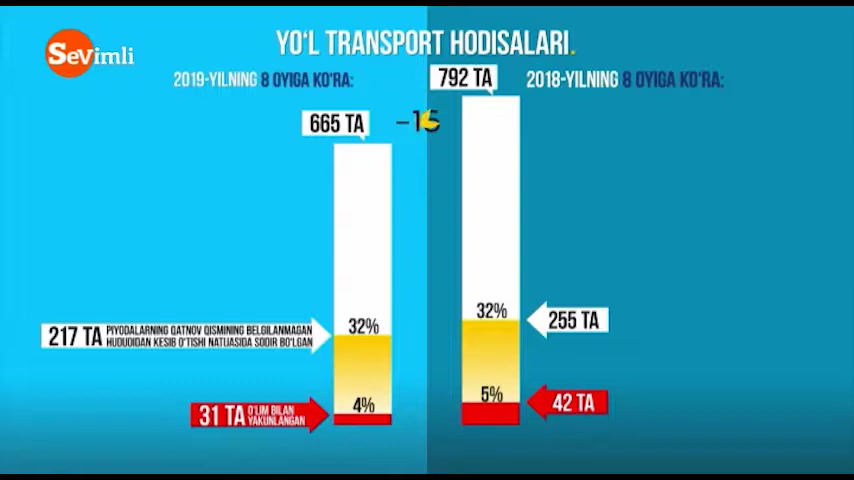 SeVimli
YO‘L TRANSPORT HODISALARI.
2019-YILNING 8 OYIGA KO‘RA:
792 TA
2018-YILNING 8 OYIGA KO‘RA:
665 TA
32%
32%
255 TA
217 TA
PIYODALARNING QATNOV QISMINING BELGILANMAGAN
HUDUDIDAN KESIB O‘TISHI NATIJASIDA SODIR BO‘LGAN
5%
4%
42 TA
31 TA
O‘LIM BILAN
YAKUNLANGAN